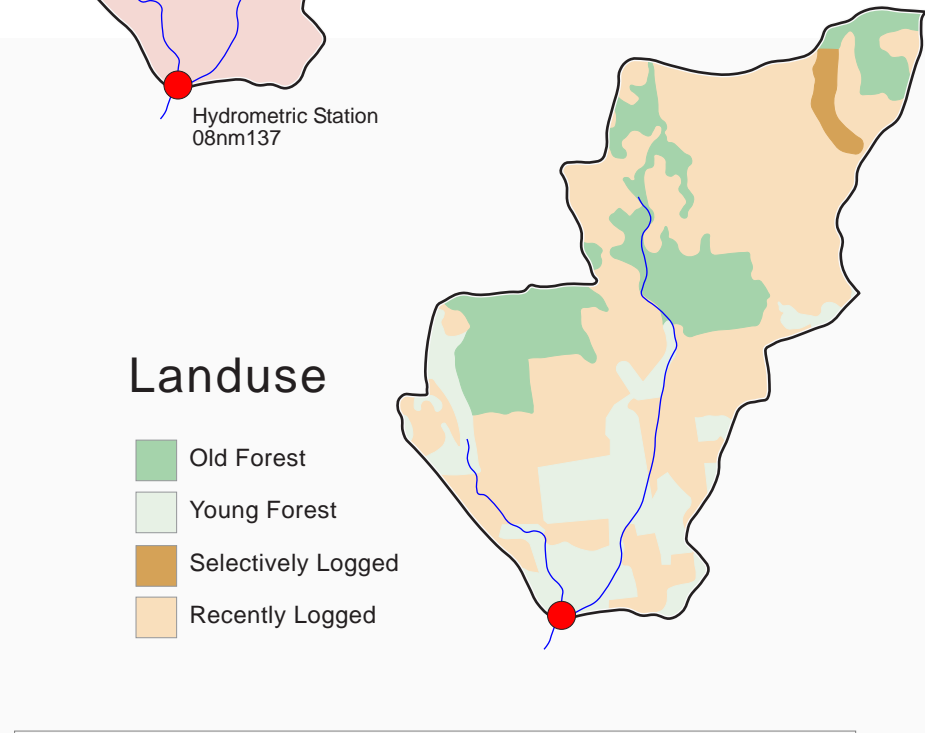 Hydrometric Station
08nm137
Landuse
Old Forest
Young Forest
Selectively Logged
Recently Logged